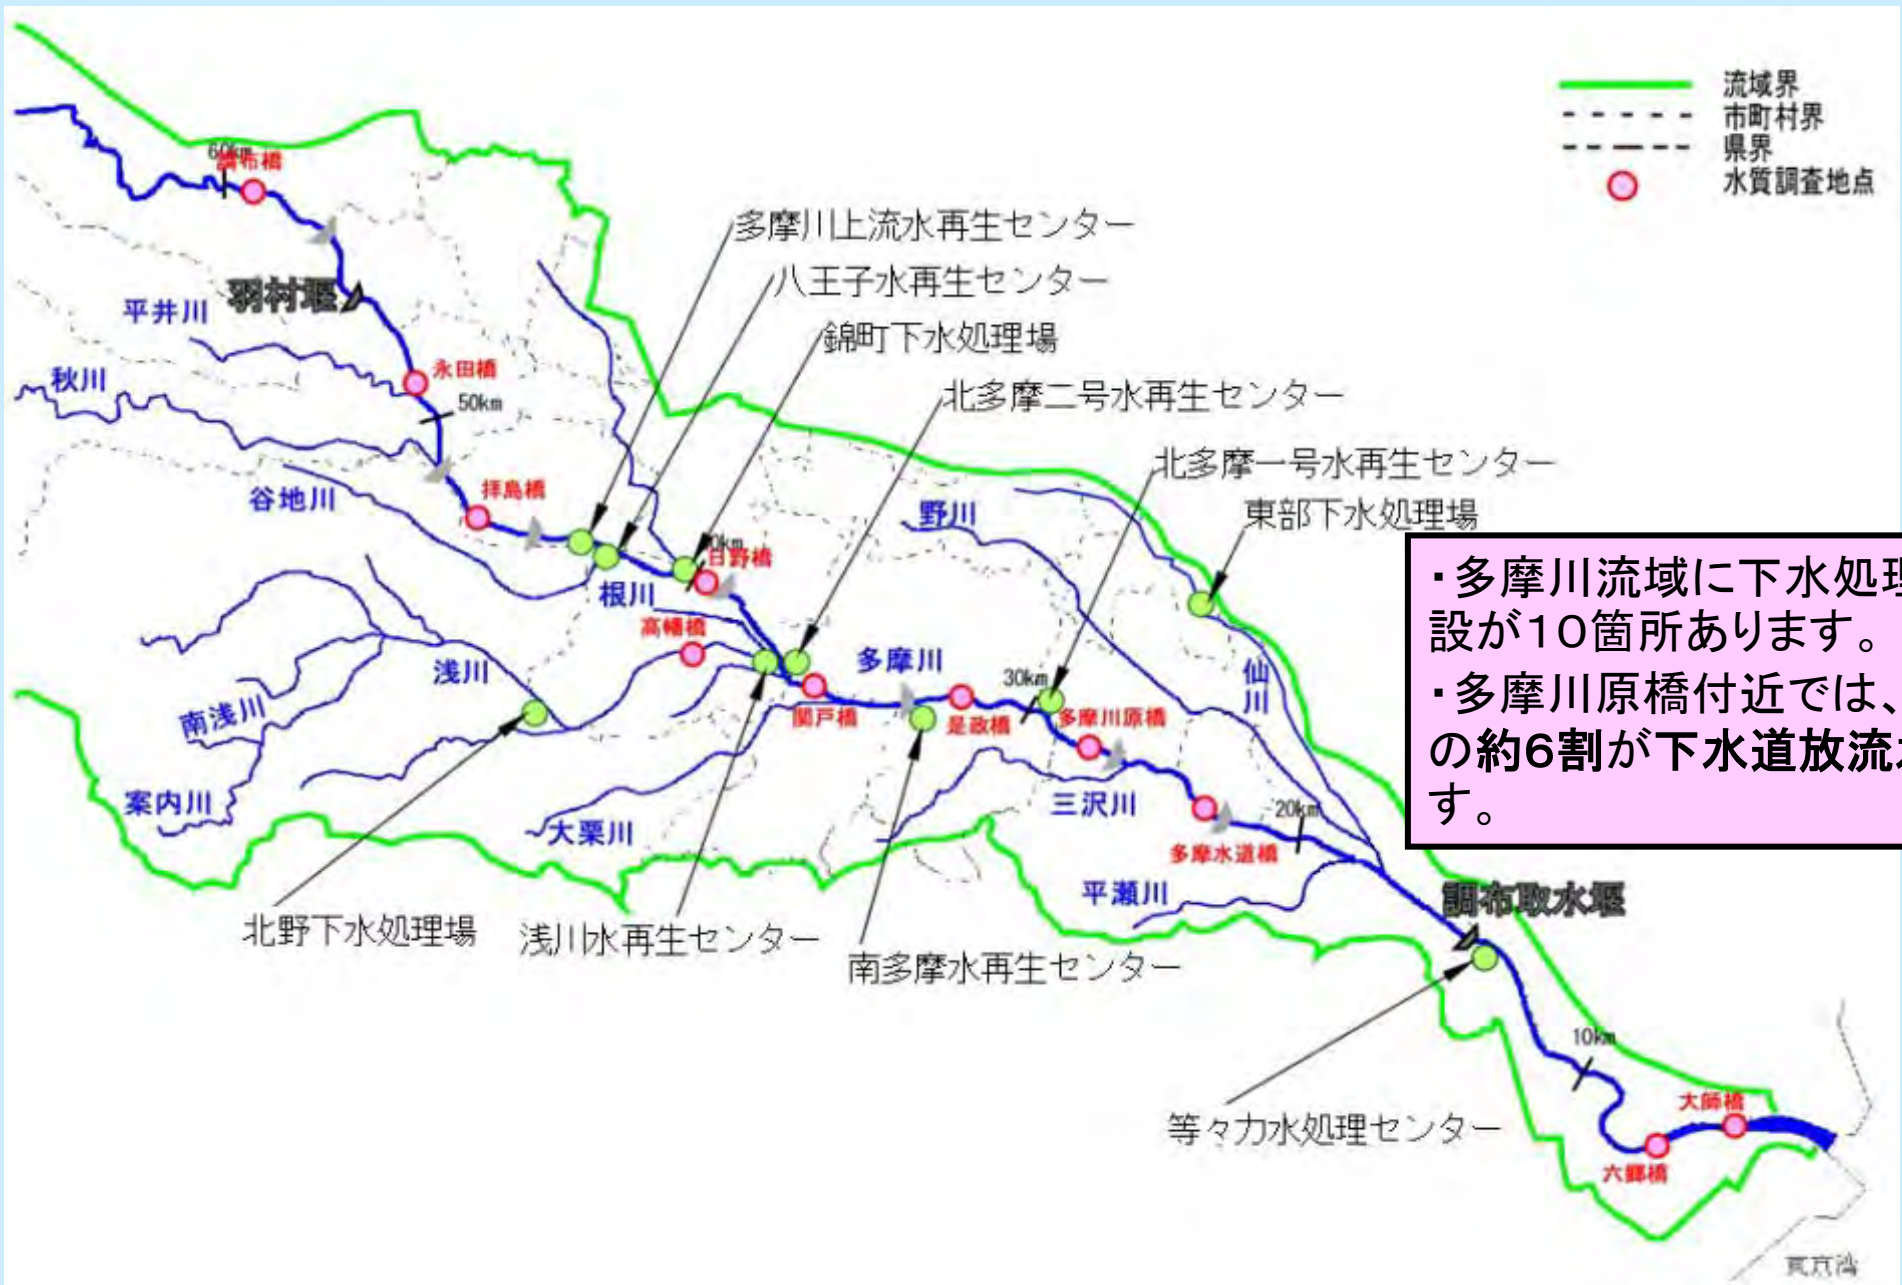 流域界
市町村界
県界
水質調査地点
60km
調布橋
多摩川上流水再生センター
八王子水再生センター
羽村堰
平井川
錦町下水処理場
永田橋
秋川
50km
北多摩二号水再生センター
北多摩一号水再生センター
拝島橋
谷地川
野川
東部下水処理場
日野橋
根川
高幡橋
多摩川
浅川
仙川
30km
南浅川
関戸橋
是政橋
多摩川原橋
案内川
大栗川
三沢川
20km
多摩水道橋
平瀬川
調布取水堰
北野下水処理場
浅川水再生センター
南多摩水再生センター
・多摩川流域に下水処理
設が10箇所あります。
・多摩川原橋付近では、
の約6割が下水道放流
す。
10km
等々力水処理センター
大師橋
六郷橋
東京湾